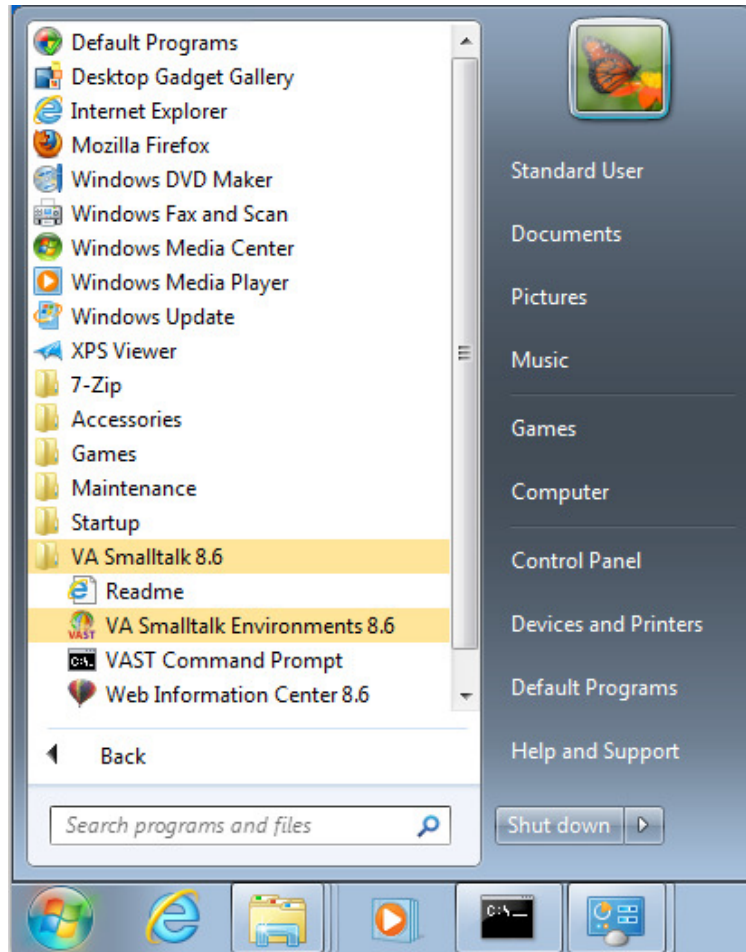 Default Programs
Desktop Gadget Gallery
Internet Explorer
Mozilla Firefox
Windows DVD Maker
Windows Fax and Scan
Windows Media Center
Windows Media Player
Windows Update
XPS Viewer
7-Zip
Accessories
Games
Maintenance
Startup
VA Smalltalk 8.6
Readme
VAST
VA Smalltalk Environments 8.6
C:\.
VAST Command Prompt
Web Information Center 8.6
Back
Search programs and files
Standard User
Documents
Pictures
Music
Games
Computer
Control Panel
Devices and Printers
Default Programs
Help and Support
Shut down
C:\_